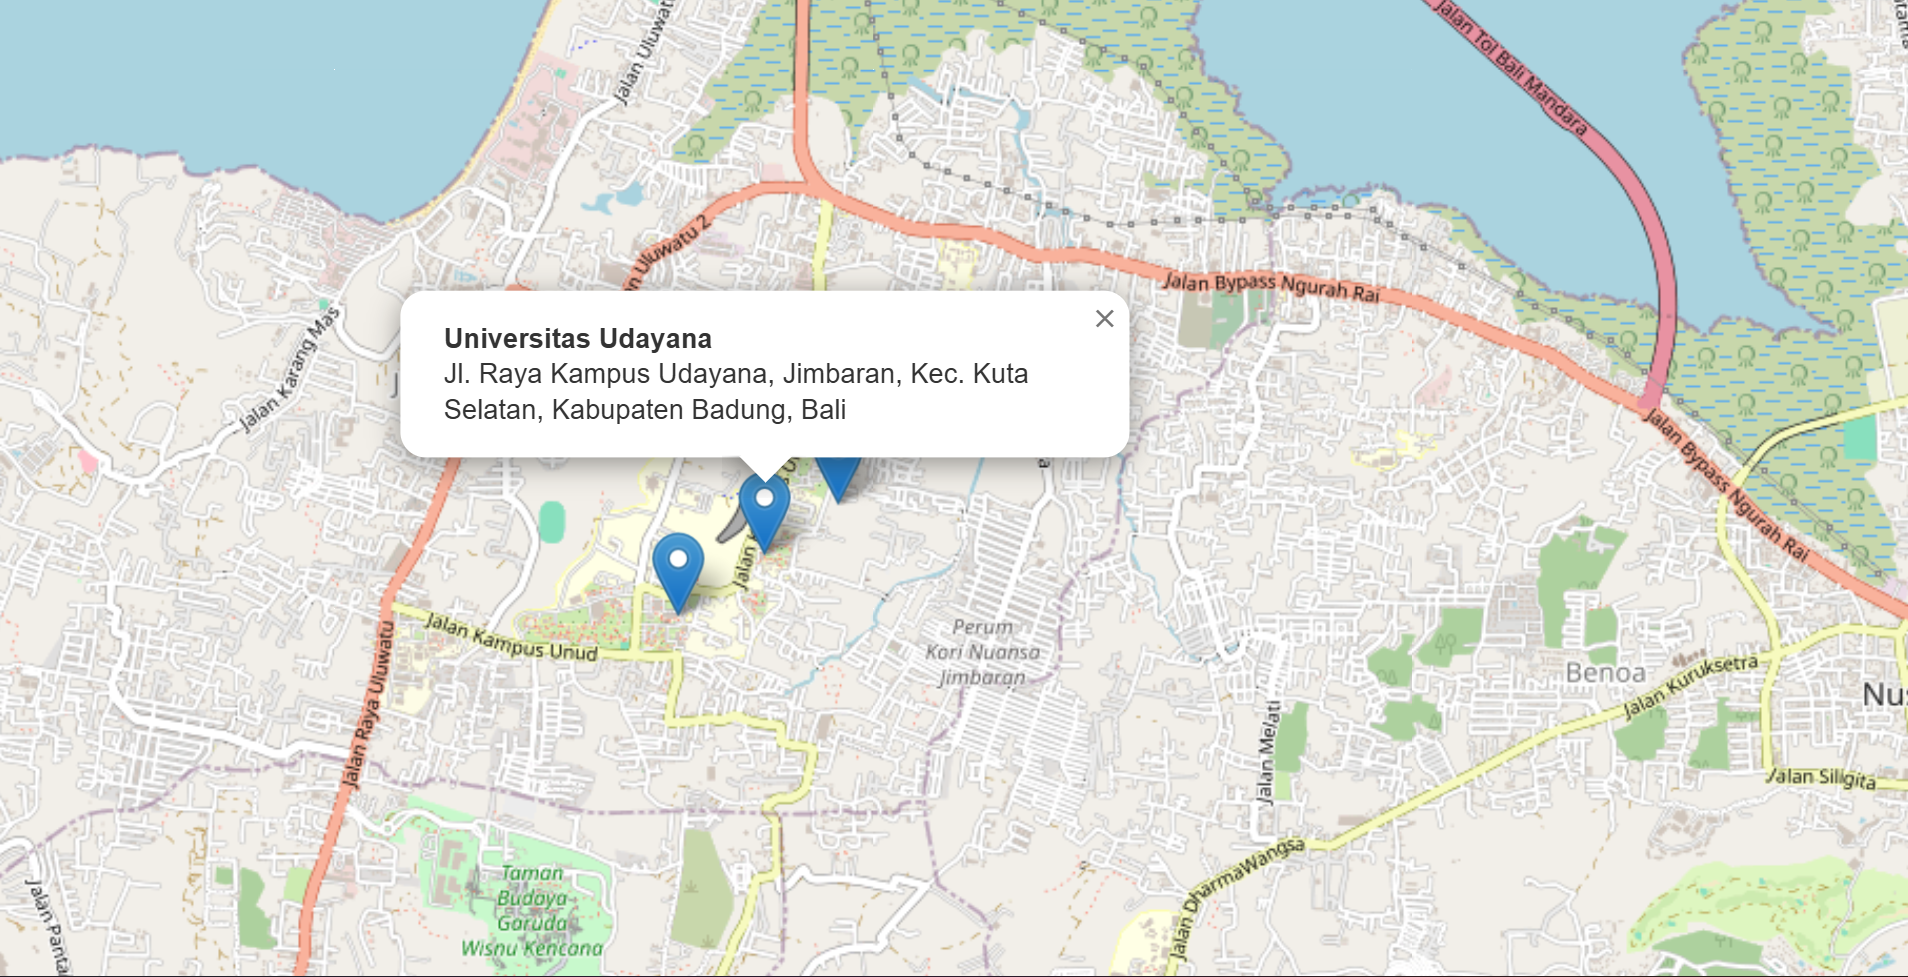 Jalan Uluwatu
Jalan Tol Bali Mandara
Uluwatu 2
Jalan Bypass Ngurah Rai
Jalan Karang Mas
Universitas Udayana
Jl. Raya Kampus Udayana, Jimbaran, Kec. Kuta
Selatan, Kabupaten Badung, Bali
Jalan Bypass Ngurah Rai
Jalan
Jalan Kampus Unud
Perum
Kori Nuansa
Jimbaran
Benoa
Jalan Kuruksetra
Jalan Raya Uluwatu
Jalan Melati
Jalan Siligita
Jalan DharmaWangsa
Taman
Budaya
Garuda
Wisnu Kencana